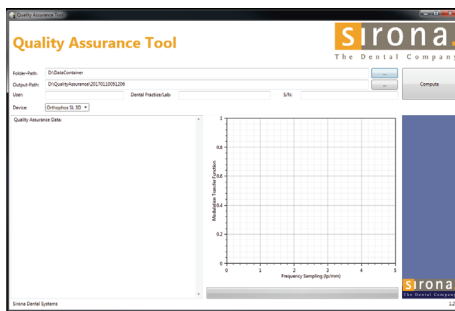 Quality Assurance Tool
Quality Assurance Tool
sirona.
The Dental Company
Folder-Path: D:\DataContainer ...
Output-Path: D:\QualityAssurance\20170110091209 ...
Compute
User: Dental Practice/Lab: S/N:
Device: Orthophos SL 3D
Quality Assurance Data:
Modulation Transfer Function
1
0.8
0.6
0.4
0.2
0
0 1 2 3 4 5
Frequency Sampling (lp/mm)
sirona.
The Dental Company
Sirona Dental Systems